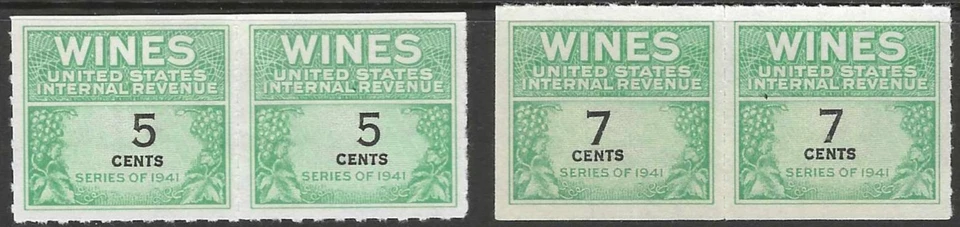 WINES
UNITED STATES
INTERNAL REVENUE
5
CENTS
SERIES OF 1941
WINES
UNITED STATES
INTERNAL REVENUE
5
CENTS
SERIES OF 1941
WINES
UNITED STATES
INTERNAL REVENUE
7
CENTS
SERIES OF 1941
WINES
UNITED STATES
INTERNAL REVENUE
7
CENTS
SERIES OF 1941